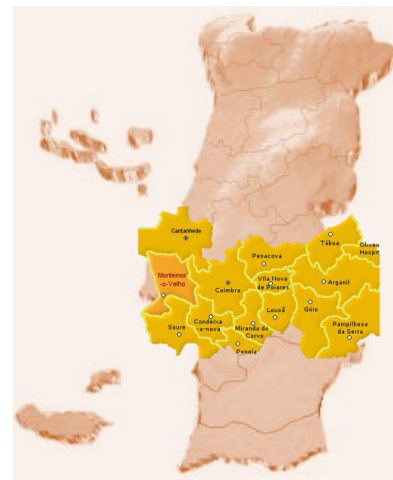 Cantanhede
Tábua
Penacova
Montemor
-o-Velho
Vila Nova
de Poiares
Arganil
Coimbra
Góis
Lousã
Condeixa
-a-nova
Miranda do
Corvo
Soure
Pampilhosa
da Serra
Penela